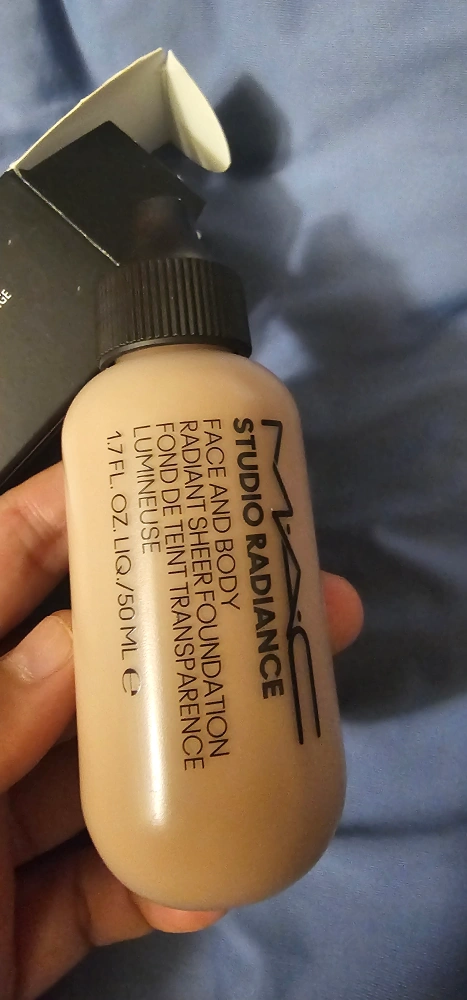 M·A·C
STUDIO RADIANCE
FACE AND BODY
RADIANT SHEER FOUNDATION
FOND DE TEINT TRANSPARENCE
LUMINEUSE
1.7 FL. OZ. LIQ./50 ML ℮